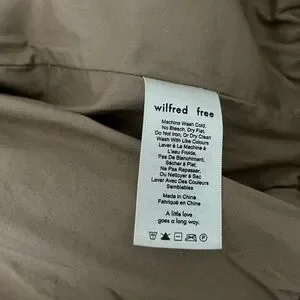 wilfred free
Machine Wash Cold,
No Bleach, Dry Flat,
Do Not Iron, Or Dry Clean
Wash With Like Colours
Laver À La Machine à
L'eau Froide,
Pas De Blanchiment,
Sécher à Plat,
Ne Pas Repasser,
Ou Nettoyer à Sec
Laver Avec Des Couleurs
Semblables
Made in China
Fabriqué en Chine
A little love
goes a long way.